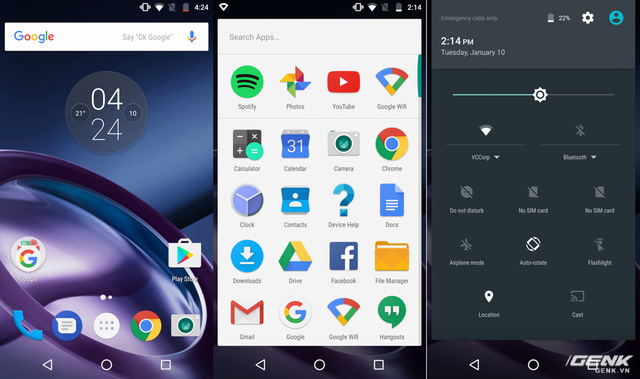 4:24
Google
Say "Ok Google"
04
21°
10
24
Google
Play Store
2:14
Search Apps...
Spotify
Photos
YouTube
Google Wifi
Calculator
31
Calendar
Camera
Chrome
Clock
Contacts
Device Help
Docs
Downloads
Drive
Facebook
File Manager
Gmail
Google
Google Wifi
Hangouts
Emergency calls only
22%
2:14 PM
Tuesday, January 10
VCCorp
Bluetooth
Do not disturb
No SIM card
No SIM card
Airplane mode
Auto-rotate
Flashlight
Location
Cast
GENK
GENK.VN